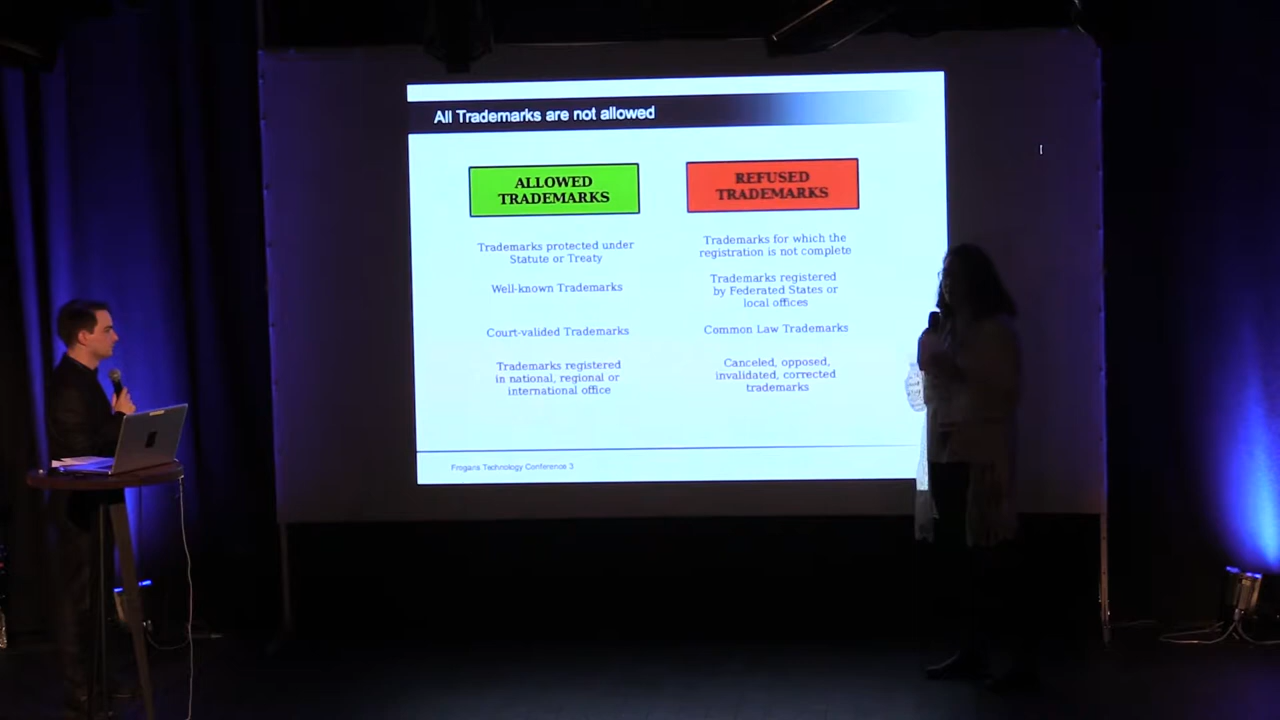 All Trademarks are not allowed
ALLOWED
TRADEMARKS
Trademarks protected under
Statute or Treaty
Well-known Trademarks
Court-valided Trademarks
Trademarks registered
in national, regional or
international office
REFUSED
TRADEMARKS
Trademarks for which the
registration is not complete
Trademarks registered
by Federated States or
local offices
Common Law Trademarks
Canceled, opposed,
invalidated, corrected
trademarks
Frogans Technology Conference 3